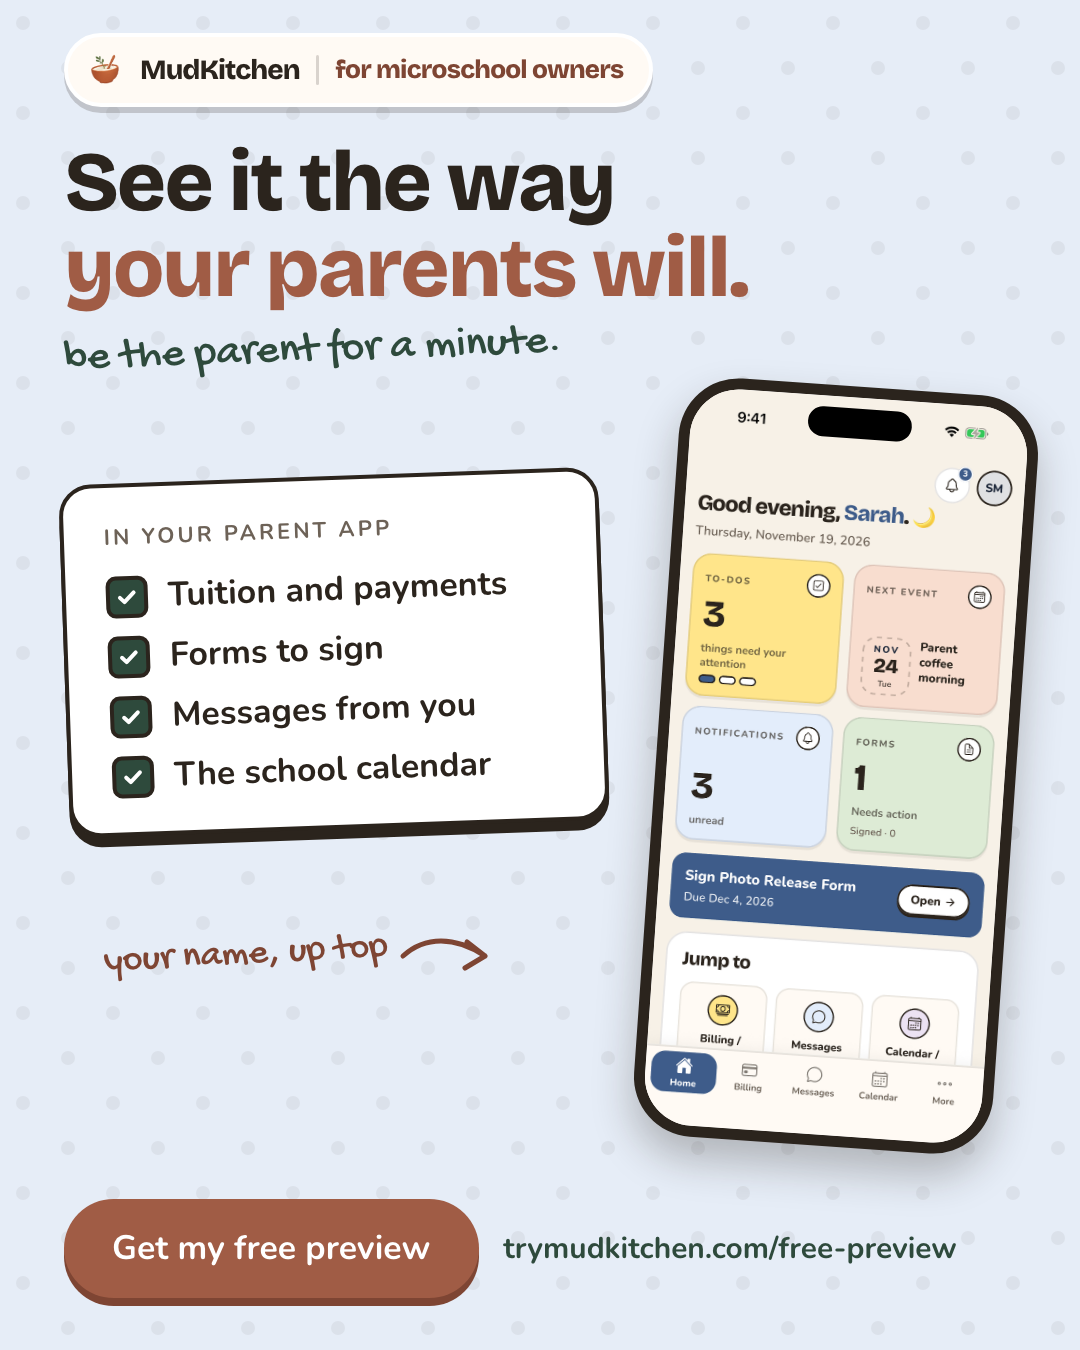 MudKitchen | for microschool owners
See it the way
your parents will.
be the parent for a minute.
IN YOUR PARENT APP
Tuition and payments
Forms to sign
Messages from you
The school calendar
your name, up top
9:41
3
SM
Good evening, Sarah.
Thursday, November 19, 2026
TO-DOS
3
things need your
attention
NEXT EVENT
NOV
24
Tue
Parent
coffee
morning
NOTIFICATIONS
3
unread
FORMS
1
Needs action
Signed · 0
Sign Photo Release Form
Due Dec 4, 2026
Open →
Jump to
Billing /
Messages
Calendar /
Home
Billing
Messages
Calendar
More
Get my free preview
trymudkitchen.com/free-preview